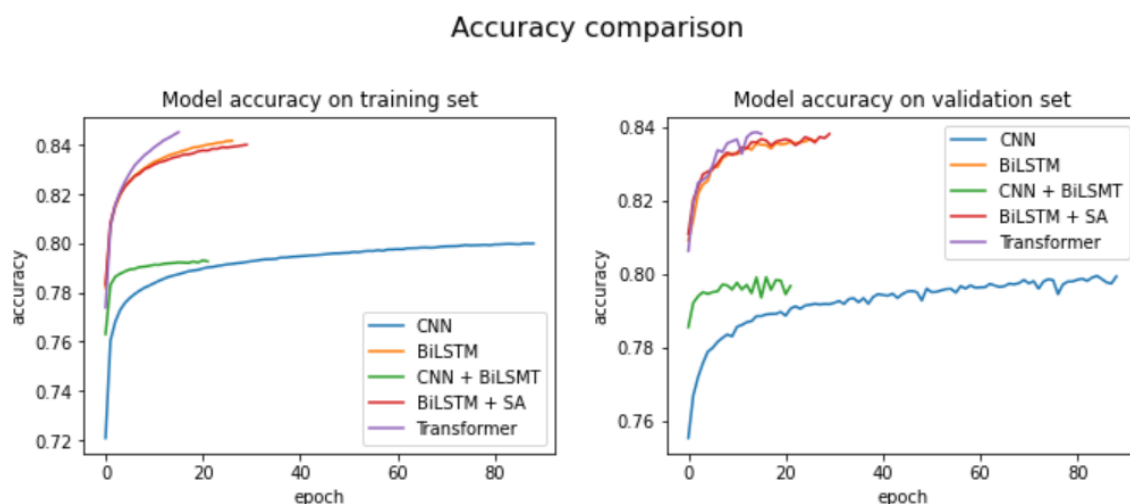 Accuracy comparison
Model accuracy on training set
accuracy
0.84
0.82
0.80
0.78
0.76
0.74
0.72
0
20
40
60
80
epoch
CNN
BiLSTM
CNN + BiLSMT
BiLSTM + SA
Transformer
Model accuracy on validation set
accuracy
0.84
0.82
0.80
0.78
0.76
0
20
40
60
80
epoch
CNN
BiLSTM
CNN + BiLSMT
BiLSTM + SA
Transformer